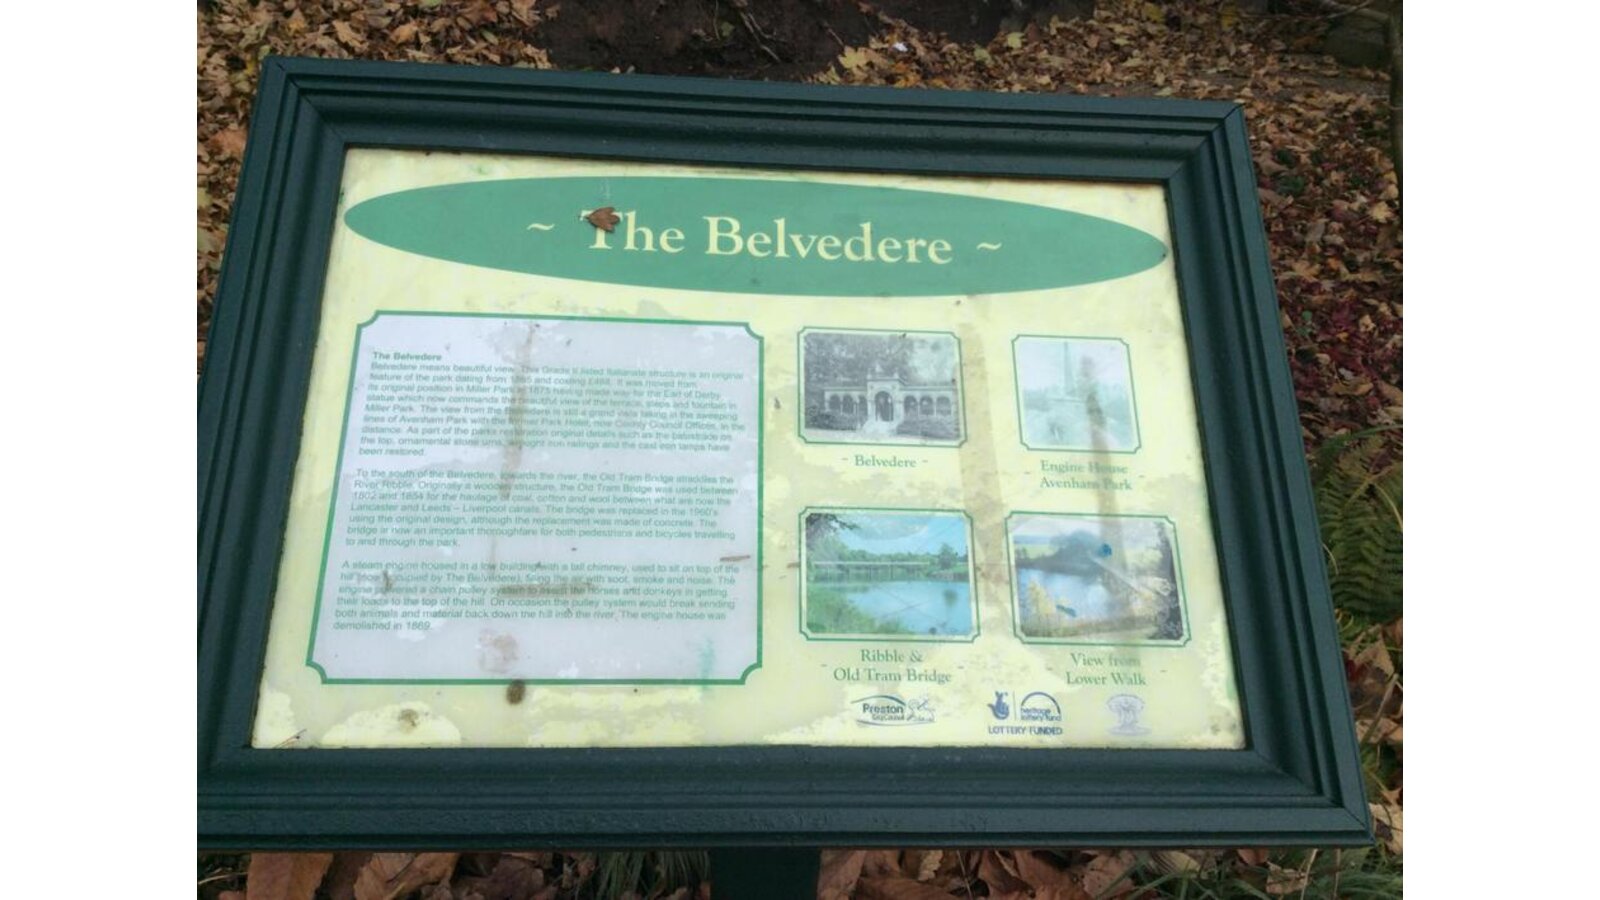 ~ The Belvedere ~
The Belvedere
Belvedere means beautiful view. This Grade II listed Italianate structure is an original
feature of the park dating from and costing It was moved from
its original position in Miller Park in 1875 having made way for the Earl of Derby
statue which now commands the beautiful view of the terrace, steps and fountain in
Miller Park. The view from the Belvedere is still a grand vista taking in the sweeping
lines of Avenham Park with the former Park Hotel, now County Council Offices, in the
distance. As part of the parks restoration original details such as the balustrade on
the top, ornamental stone urns, wrought iron railings and the cast iron lamps have
been restored.
To the south of the Belvedere, towards the river, the Old Tram Bridge straddles the
River Ribble. Originally a wooden structure, the Old Tram Bridge was used between
1802 and 1864 for the haulage of coal, cotton and wool between what are now the
Lancaster and Leeds – Liverpool canals. The bridge was replaced in the 1960's
using the original design, although the replacement was made of concrete. The
bridge is now an important thoroughfare for both pedestrians and bicycles travelling
to and through the park.
A steam engine housed in a low building with a tall chimney, used to sit on top of the
hill (now occupied by The Belvedere), filling the air with soot, smoke and noise. The
engine powered a chain pulley system to assist the horses and donkeys in getting
their loads to the top of the hill. On occasion the pulley system would break sending
both animals and material back down the hill into the river. The engine house was
demolished in 1869.
~ Belvedere ~
Engine House
~ Avenham Park ~
Ribble &
~ Old Tram Bridge ~
View from
~ Lower Walk ~
Preston
City Council
heritage
lottery fund
LOTTERY FUNDED